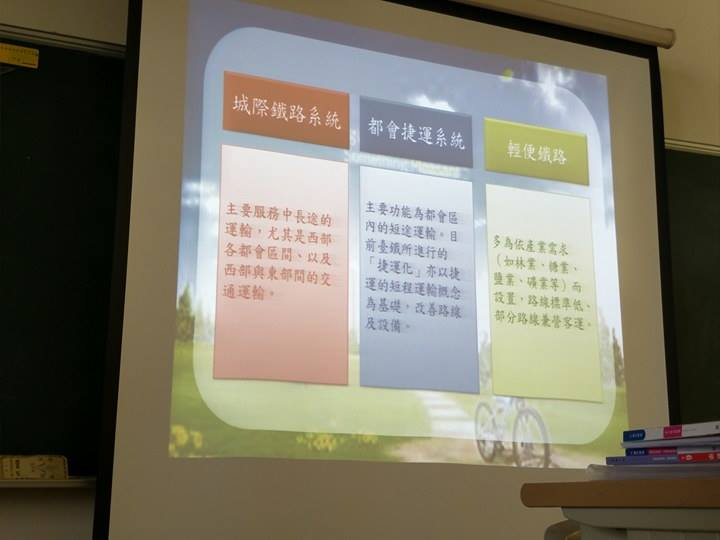 城際鐵路系統
主要服務中長途的
運輸，尤其是西部
各都會區間、以及
西部與東部間的交
通運輸。
都會捷運系統
主要功能為都會區
內的短途運輸。目
前臺鐵所進行的
「捷運化」亦以捷
運的短程運輸概念
為基礎，改善路線
及設備。
輕便鐵路
多為依產業需求
（如林業、糖業、
鹽業、礦業等）而
設置，路線標準低、
部分路線兼營客運。